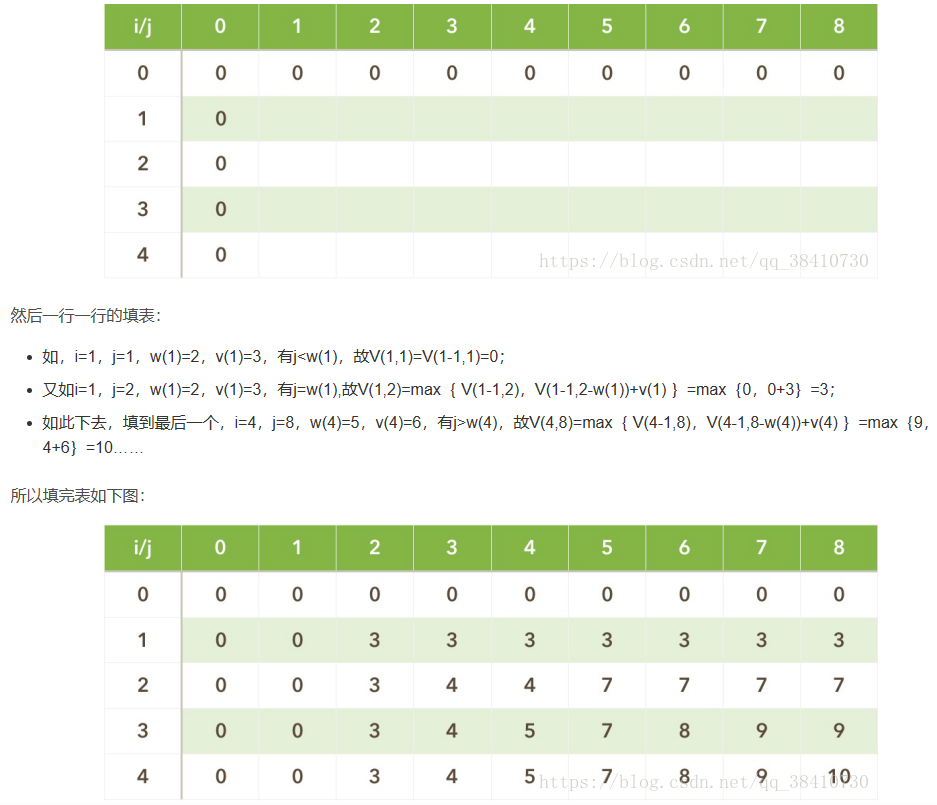 i/j 0 1 2 3 4 5 6 7 8
0 0 0 0 0 0 0 0 0 0
1 0
2 0
3 0
4 0
https://blog.csdn.net/qq_38410730
然后一行一行的填表：
• 如，i=1，j=1，w(1)=2，v(1)=3，有j<w(1)，故V(1,1)=V(1-1,1)=0；
• 又如i=1，j=2，w(1)=2，v(1)=3，有j=w(1),故V(1,2)=max｛ V(1-1,2)，V(1-1,2-w(1))+v(1) ｝=max｛0，0+3｝=3；
• 如此下去，填到最后一个，i=4，j=8，w(4)=5，v(4)=6，有j>w(4)，故V(4,8)=max｛ V(4-1,8)，V(4-1,8-w(4))+v(4) ｝=max｛9，
4+6｝=10……
所以填完表如下图：
i/j 0 1 2 3 4 5 6 7 8
0 0 0 0 0 0 0 0 0 0
1 0 0 3 3 3 3 3 3 3
2 0 0 3 4 4 7 7 7 7
3 0 0 3 4 5 7 8 9 9
4 0 0 3 4 5 7 8 9 10
https://blog.csdn.net/qq_38410730